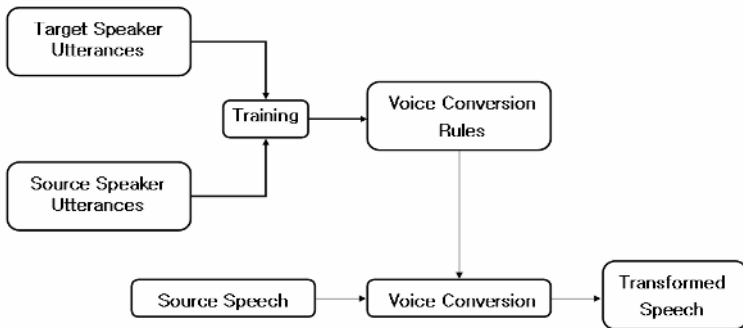 Target Speaker
Utterances
Training
Voice Conversion
Rules
Source Speaker
Utterances
Source Speech
Voice Conversion
Transformed
Speech